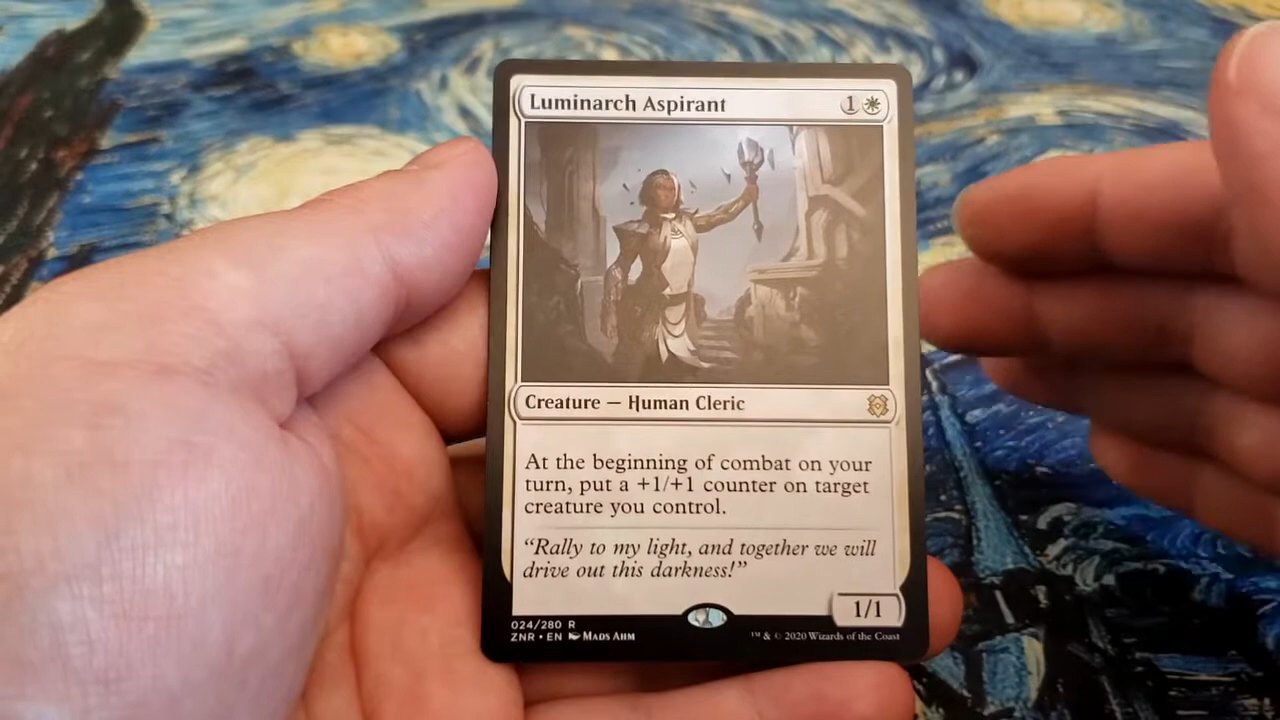 Luminarch Aspirant 1
Creature — Human Cleric
At the beginning of combat on your
turn, put a +1/+1 counter on target
creature you control.
“Rally to my light, and together we will
drive out this darkness!”
1/1
024/280 R
ZNR • EN Mads Ahm
™ & © 2020 Wizards of the Coast